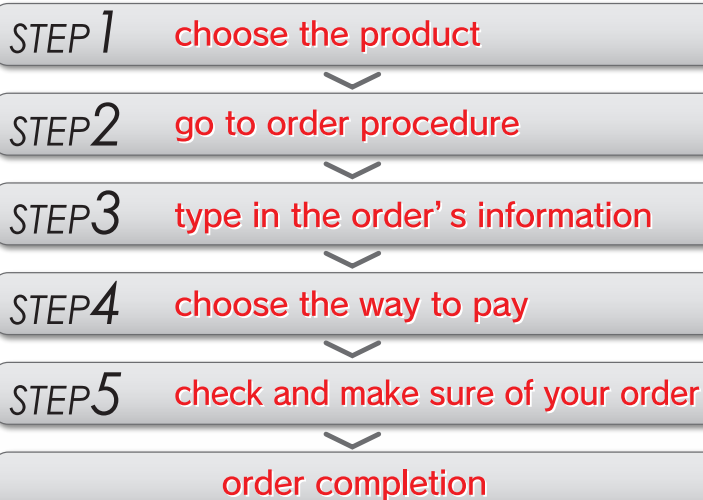 STEP1 choose the product
STEP2 go to order procedure
STEP3 type in the order’s information
STEP4 choose the way to pay
STEP5 check and make sure of your order
order completion